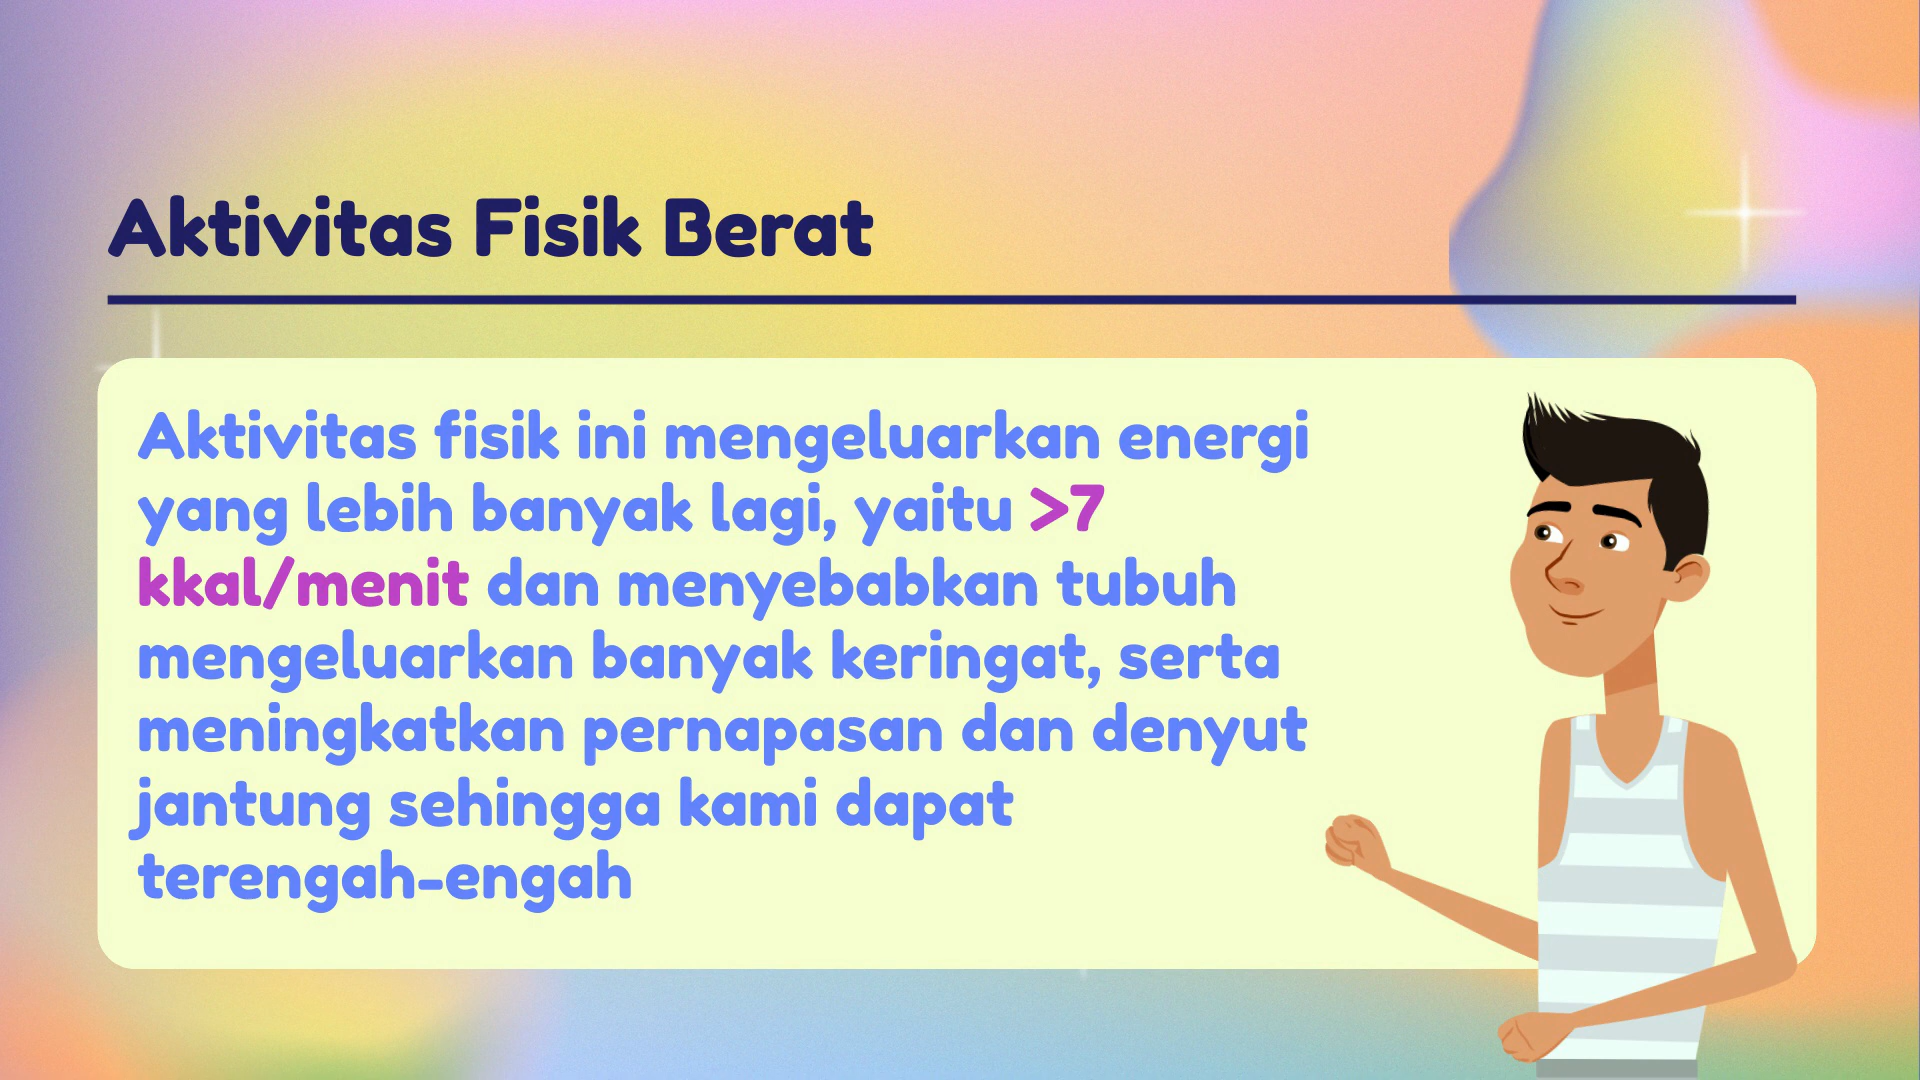 Aktivitas Fisik Berat
Aktivitas fisik ini mengeluarkan energi
yang lebih banyak lagi, yaitu >7
kkal/menit dan menyebabkan tubuh
mengeluarkan banyak keringat, serta
meningkatkan pernapasan dan denyut
jantung sehingga kami dapat
terengah-engah